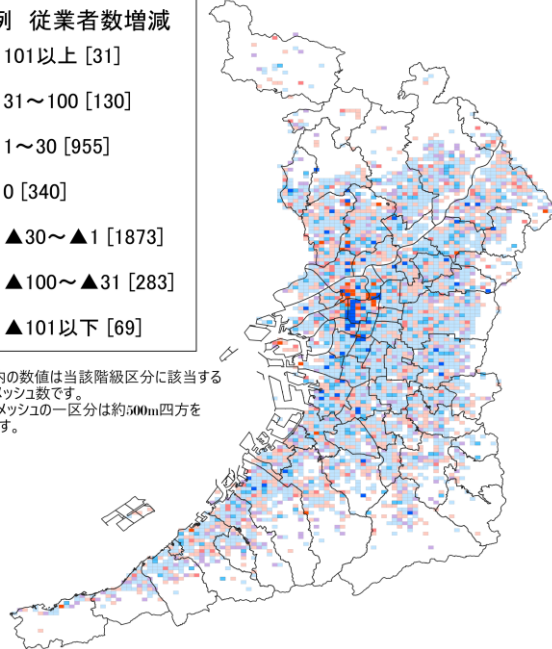 例 従業者数増減
101以上 [31]
31～100 [130]
1～30 [955]
0 [340]
▲30～▲1 [1873]
▲100～▲31 [283]
▲101以下 [69]
内の数値は当該階級区分に該当する
メッシュ数です。
メッシュの一区分は約500m四方を
す。